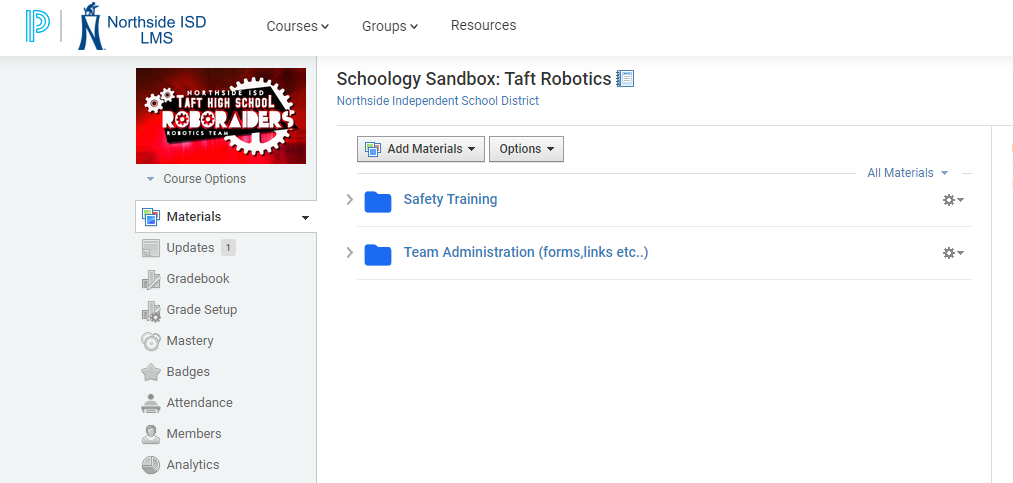 Northside ISD
LMS
Courses
Groups
Resources
NORTHSIDE ISD
TAFT HIGH SCHOOL
ROBORAIDERS
ROBOTICS TEAM
Course Options
Materials
Updates 1
Gradebook
Grade Setup
Mastery
Badges
Attendance
Members
Analytics
Schoology Sandbox: Taft Robotics
Northside Independent School District
Add Materials
Options
All Materials
Safety Training
Team Administration (forms,links etc..)